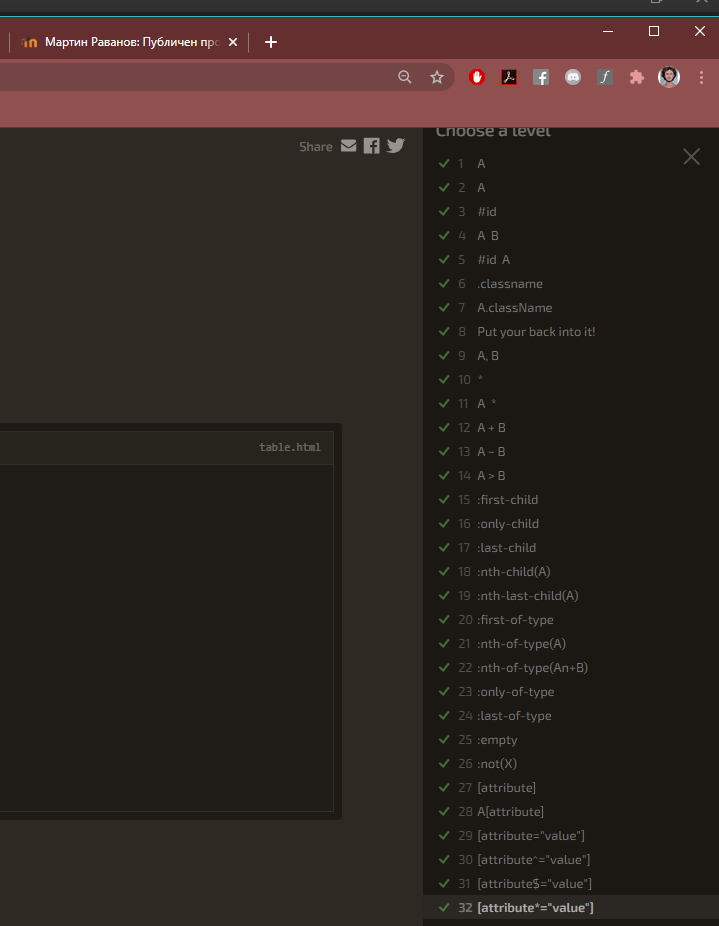 Мартин Раванов: Публичен про
Share
Choose a level
1 A
2 A
3 #id
4 A B
5 #id A
6 .classname
7 A.className
8 Put your back into it!
9 A, B
10 *
11 A *
12 A + B
13 A ~ B
14 A > B
15 :first-child
16 :only-child
17 :last-child
18 :nth-child(A)
19 :nth-last-child(A)
20 :first-of-type
21 :nth-of-type(A)
22 :nth-of-type(An+B)
23 :only-of-type
24 :last-of-type
25 :empty
26 :not(X)
27 [attribute]
28 A[attribute]
29 [attribute="value"]
30 [attribute^="value"]
31 [attribute$="value"]
32 [attribute*="value"]
table.html